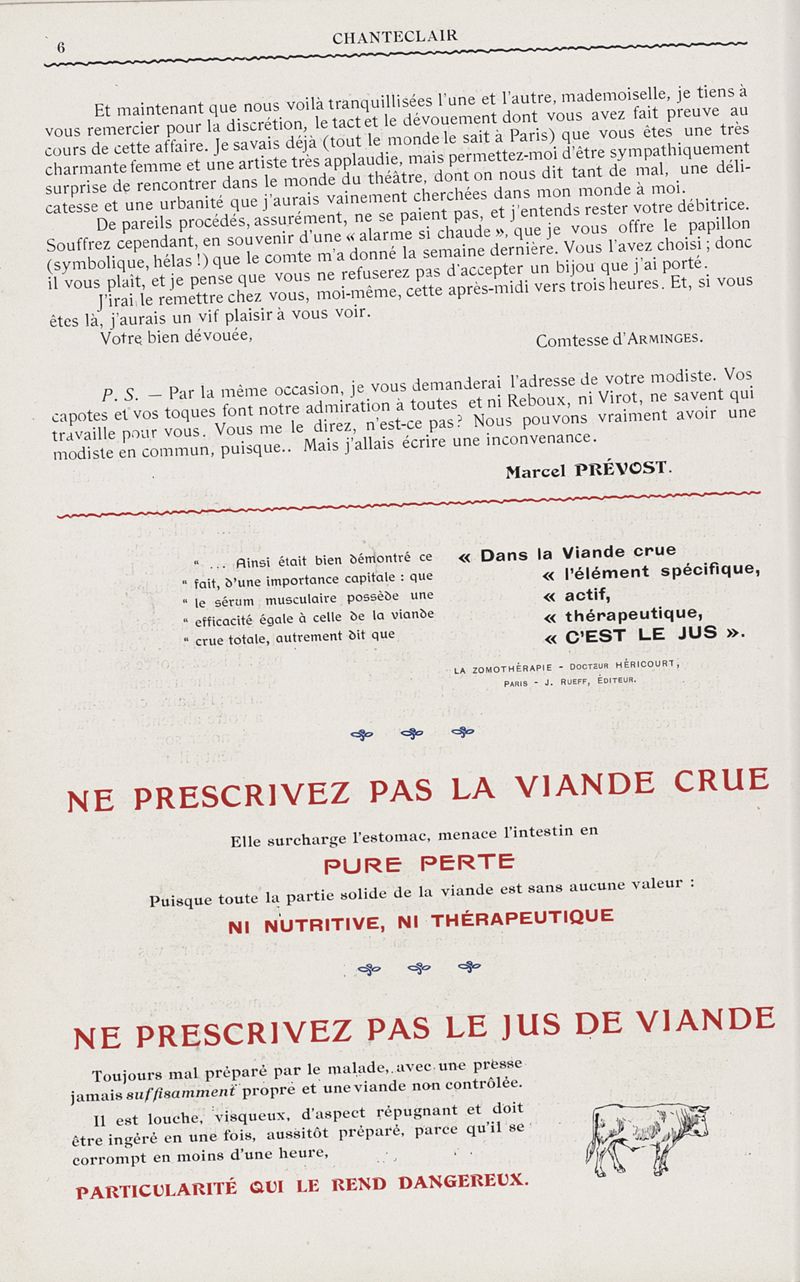 6
CHANTECLAIR
Et maintenant que nous voilà tranquillisées l'une et l'autre, mademoiselle, je tiens à
vous remercier pour la discrétion, le tact et le dévouement dont vous avez fait preuve au
cours de cette affaire. Je savais déjà (tout le monde le sait à Paris) que vous êtes une très
charmante femme et une artiste très applaudie, mais permettez-moi d'être sympathiquement
surprise de rencontrer dans le monde du théâtre, dont on nous dit tant de mal, une déli-
catesse et une urbanité que j'aurais vainement cherchées dans mon monde à moi.
De pareils procédés, assurément, ne se paient pas, et j'entends rester votre débitrice.
Souffrez cependant, en souvenir d'une « alarme si chaude », que je vous offre le papillon
(symbolique, hélas !) que le comte m'a donné la semaine dernière. Vous l'avez choisi ; donc
il vous plaît, et je pense que vous ne refuserez pas d'accepter un bijou que j'ai porté.
J'irai le remettre chez vous, moi-même, cette après-midi vers trois heures. Et, si vous
êtes là, j'aurais un vif plaisir à vous voir.
Votre bien dévouée,
Comtesse d'ARMINGES.
P. S. — Par la même occasion, je vous demanderai l'adresse de votre modiste. Vos
capotes et vos toques font notre admiration à toutes et ni Reboux, ni Virot, ne savent qui
travaille pour vous. Vous me le direz, n'est-ce pas? Nous pouvons vraiment avoir une
modiste en commun, puisque.. Mais j'allais écrire une inconvenance.
Marcel PRÉVOST.
" ... Ainsi était bien démontré ce
" fait, d'une importance capitale : que
" le sérum musculaire possède une
" efficacité égale à celle de la viande
" crue totale, autrement dit que
« Dans la Viande crue
« l'élément spécifique,
« actif,
« thérapeutique,
« C'EST LE JUS ».
LA ZOMOTHÉRAPIE - DOCTEUR HÉRICOURT,
PARIS - J. RUEFF, ÉDITEUR.
NE PRESCRIVEZ PAS LA VIANDE CRUE
Elle surcharge l'estomac, menace l'intestin en
PURE PERTE
Puisque toute la partie solide de la viande est sans aucune valeur :
NI NUTRITIVE, NI THÉRAPEUTIQUE
NE PRESCRIVEZ PAS LE JUS DE VIANDE
Toujours mal préparé par le malade, avec une presse
jamais suffisamment propre et une viande non contrôlée.
Il est louche, visqueux, d'aspect répugnant et doit
être ingéré en une fois, aussitôt préparé, parce qu'il se
corrompt en moins d'une heure,
PARTICULARITÉ QUI LE REND DANGEREUX.